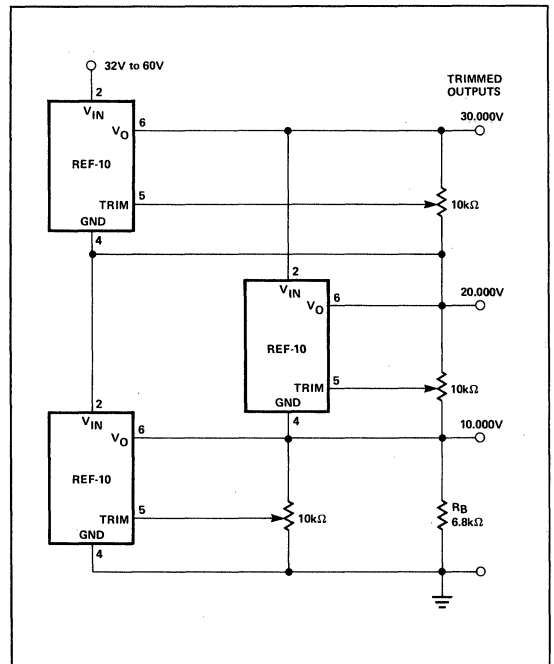 32V to 60V
2
VIN
VO
6
REF-10
TRIM
5
GND
4
TRIMMED
OUTPUTS
30.000V
10kΩ
2
VIN
VO
6
REF-10
TRIM
5
GND
4
20.000V
10kΩ
10.000V
2
VIN
VO
6
REF-10
TRIM
5
GND
4
10kΩ
RB
6.8kΩ